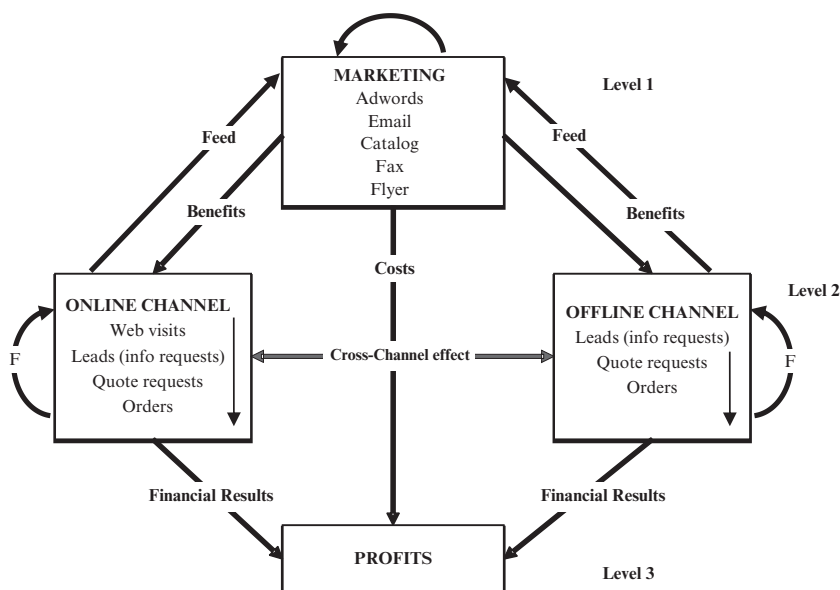 MARKETING
Adwords
Email
Catalog
Fax
Flyer
Level 1
Feed
Feed
Benefits
Benefits
Costs
ONLINE CHANNEL
Web visits
Leads (info requests)
Quote requests
Orders
F
Cross-Channel effect
OFFLINE CHANNEL
Leads (info requests)
Quote requests
Orders
F
Level 2
Financial Results
Financial Results
PROFITS
Level 3